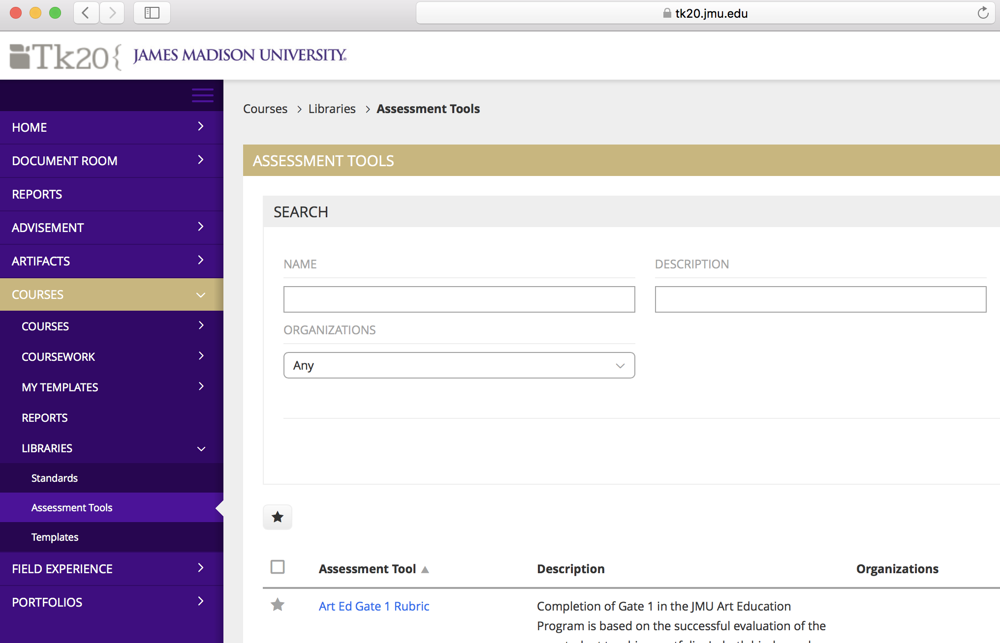 tk20.jmu.edu
Tk20{ JAMES MADISON UNIVERSITY.
HOME
DOCUMENT ROOM
REPORTS
ADVISEMENT
ARTIFACTS
COURSES
COURSES
COURSEWORK
MY TEMPLATES
REPORTS
LIBRARIES
Standards
Assessment Tools
Templates
FIELD EXPERIENCE
PORTFOLIOS
Courses > Libraries > Assessment Tools
ASSESSMENT TOOLS
SEARCH
NAME
DESCRIPTION
ORGANIZATIONS
Any
Assessment Tool Description Organizations
Art Ed Gate 1 Rubric
Completion of Gate 1 in the JMU Art Education
Program is based on the successful evaluation of the